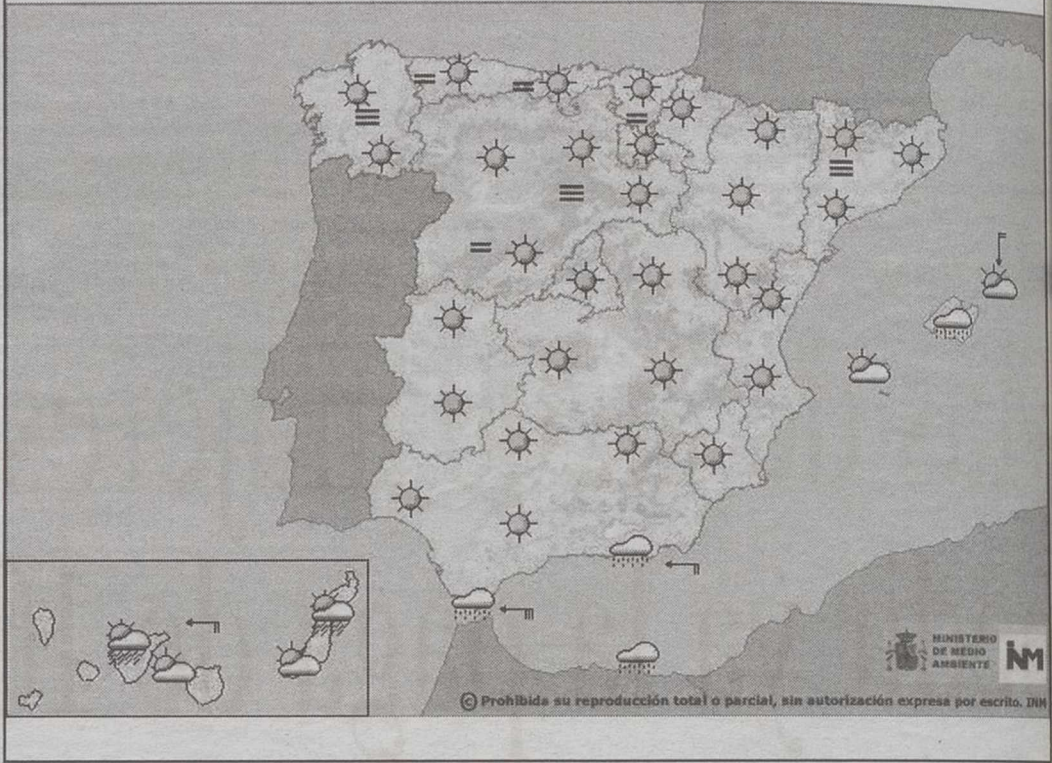 MINISTERIO
DE MEDIO
AMBIENTE
INM
© Prohibida su reproducción total o parcial, sin autorización expresa por escrito. INM